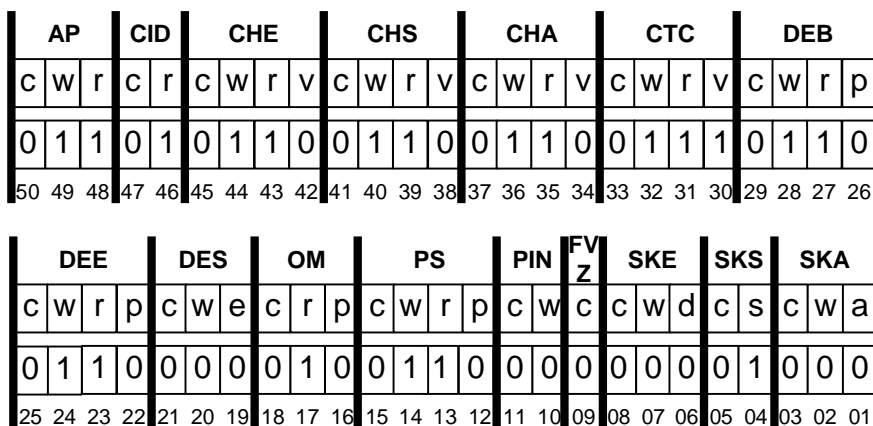 AP CID CHE CHS CHA CTC DEB
c w r c r c w r v c w r v c w r v c w r v c w r p
0 1 1 0 1 0 1 1 0 0 1 1 0 0 1 1 0 0 1 1 1 0 1 1 0
50 49 48 47 46 45 44 43 42 41 40 39 38 37 36 35 34 33 32 31 30 29 28 27 26
DEE DES OM PS PIN FV Z SKE SKS SKA
c w r p c w e c r p c w r p c w c c w d c s c w a
0 1 1 0 0 0 0 0 1 0 0 1 1 0 0 0 0 0 0 0 0 1 0 0 0
25 24 23 22 21 20 19 18 17 16 15 14 13 12 11 10 09 08 07 06 05 04 03 02 01